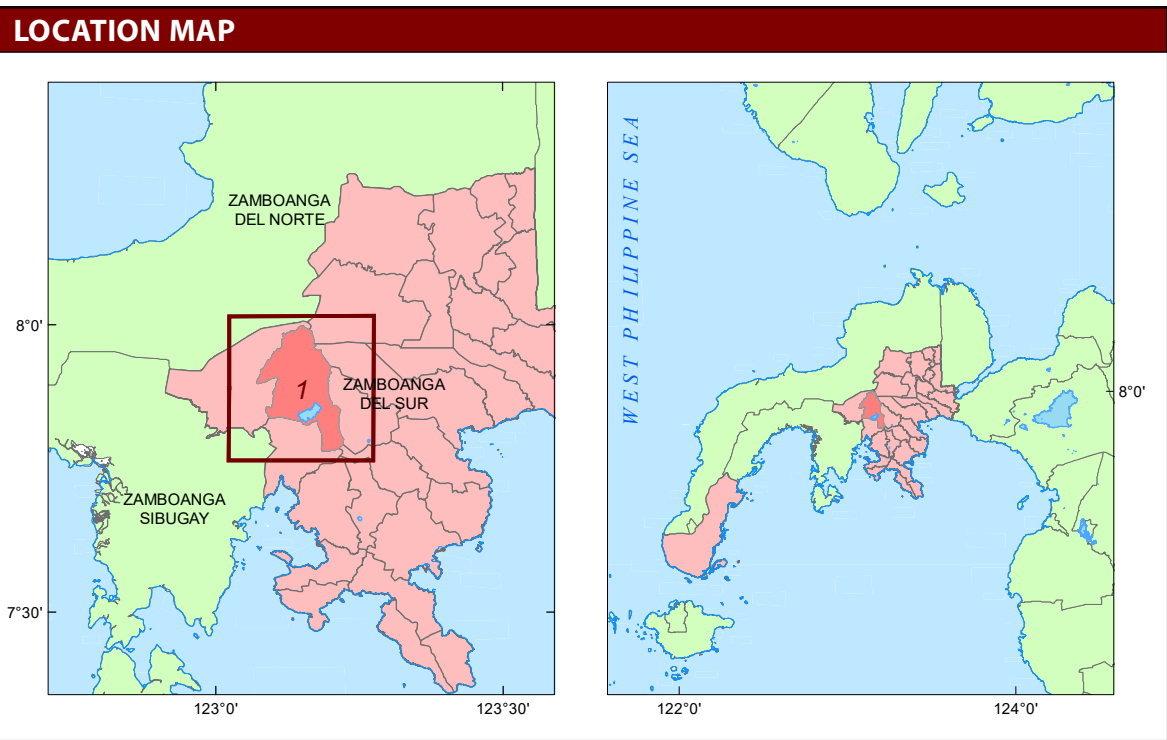 LOCATION MAP
ZAMBOANGA
DEL NORTE
8°0'
1
ZAMBOANGA
DEL SUR
ZAMBOANGA
SIBUGAY
7°30'
123°0'
123°30'
WEST PHILIPPINE SEA
8°0'
122°0'
124°0'